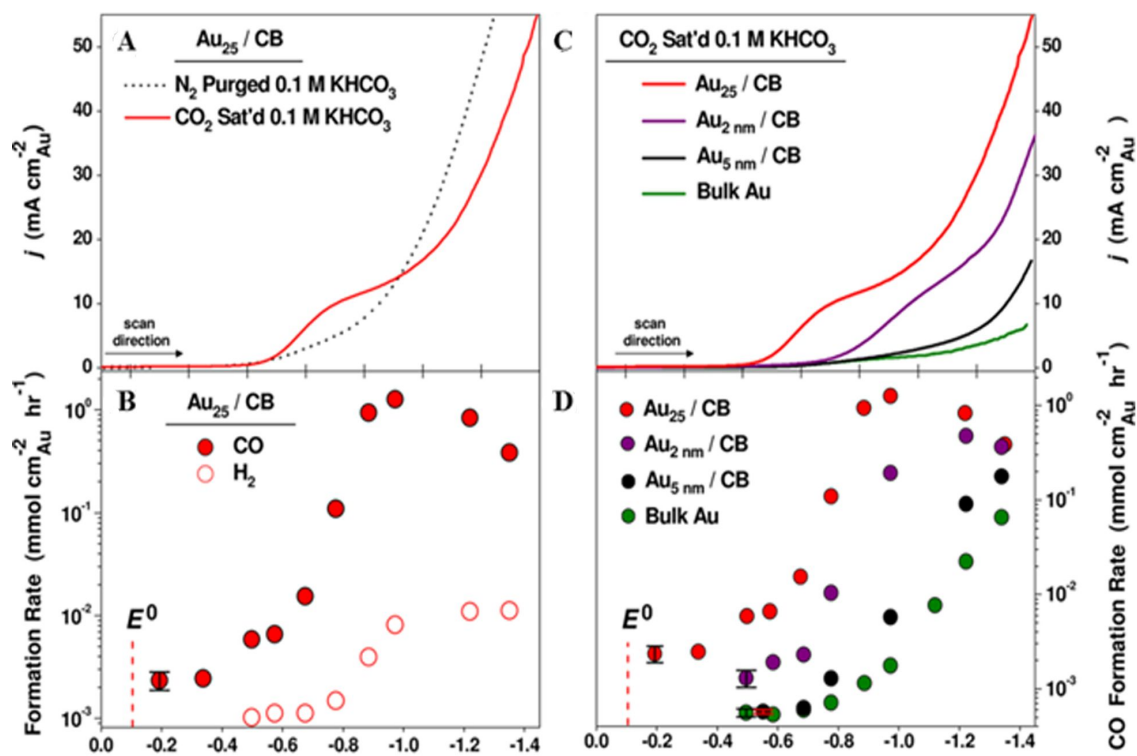 A
Au25 / CB
N2 Purged 0.1 M KHCO3
CO2 Sat'd 0.1 M KHCO3
j (mA cm-2Au)
50
40
30
20
10
0
scan
direction
C
CO2 Sat'd 0.1 M KHCO3
Au25 / CB
Au2 nm / CB
Au5 nm / CB
Bulk Au
scan
direction
50
40
30
20
10
0
j (mA cm-2Au)
B
Au25 / CB
CO
H2
E0
Formation Rate (mmol cm-2Au hr-1)
100
10-1
10-2
10-3
0.0 -0.2 -0.4 -0.6 -0.8 -1.0 -1.2 -1.4
D
Au25 / CB
Au2 nm / CB
Au5 nm / CB
Bulk Au
E0
100
10-1
10-2
10-3
CO Formation Rate (mmol cm-2Au hr-1)
0.0 -0.2 -0.4 -0.6 -0.8 -1.0 -1.2 -1.4